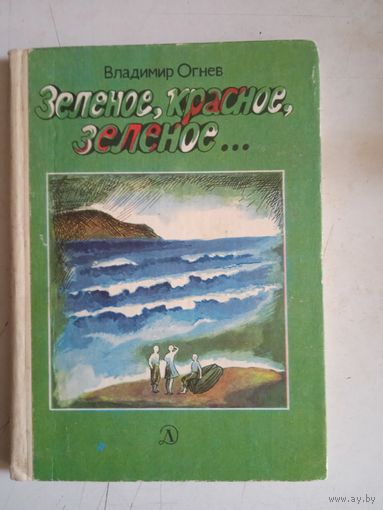 Владимир Огнев
Зеленое, красное,
зеленое...
Д
ay.by